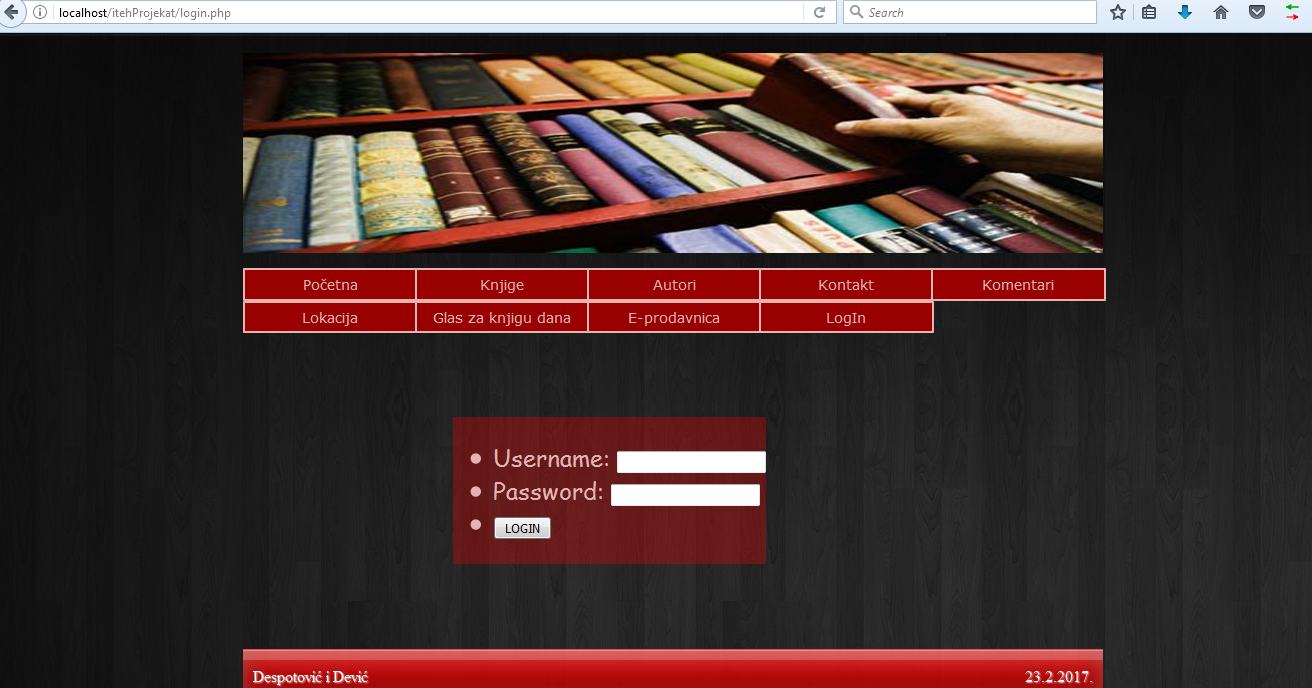 localhost/itehProjekat/login.php
Search
Početna Knjige Autori Kontakt Komentari
Lokacija Glas za knjigu dana E-prodavnica LogIn
Username:
Password:
LOGIN
Despotović i Dević 23.2.2017.